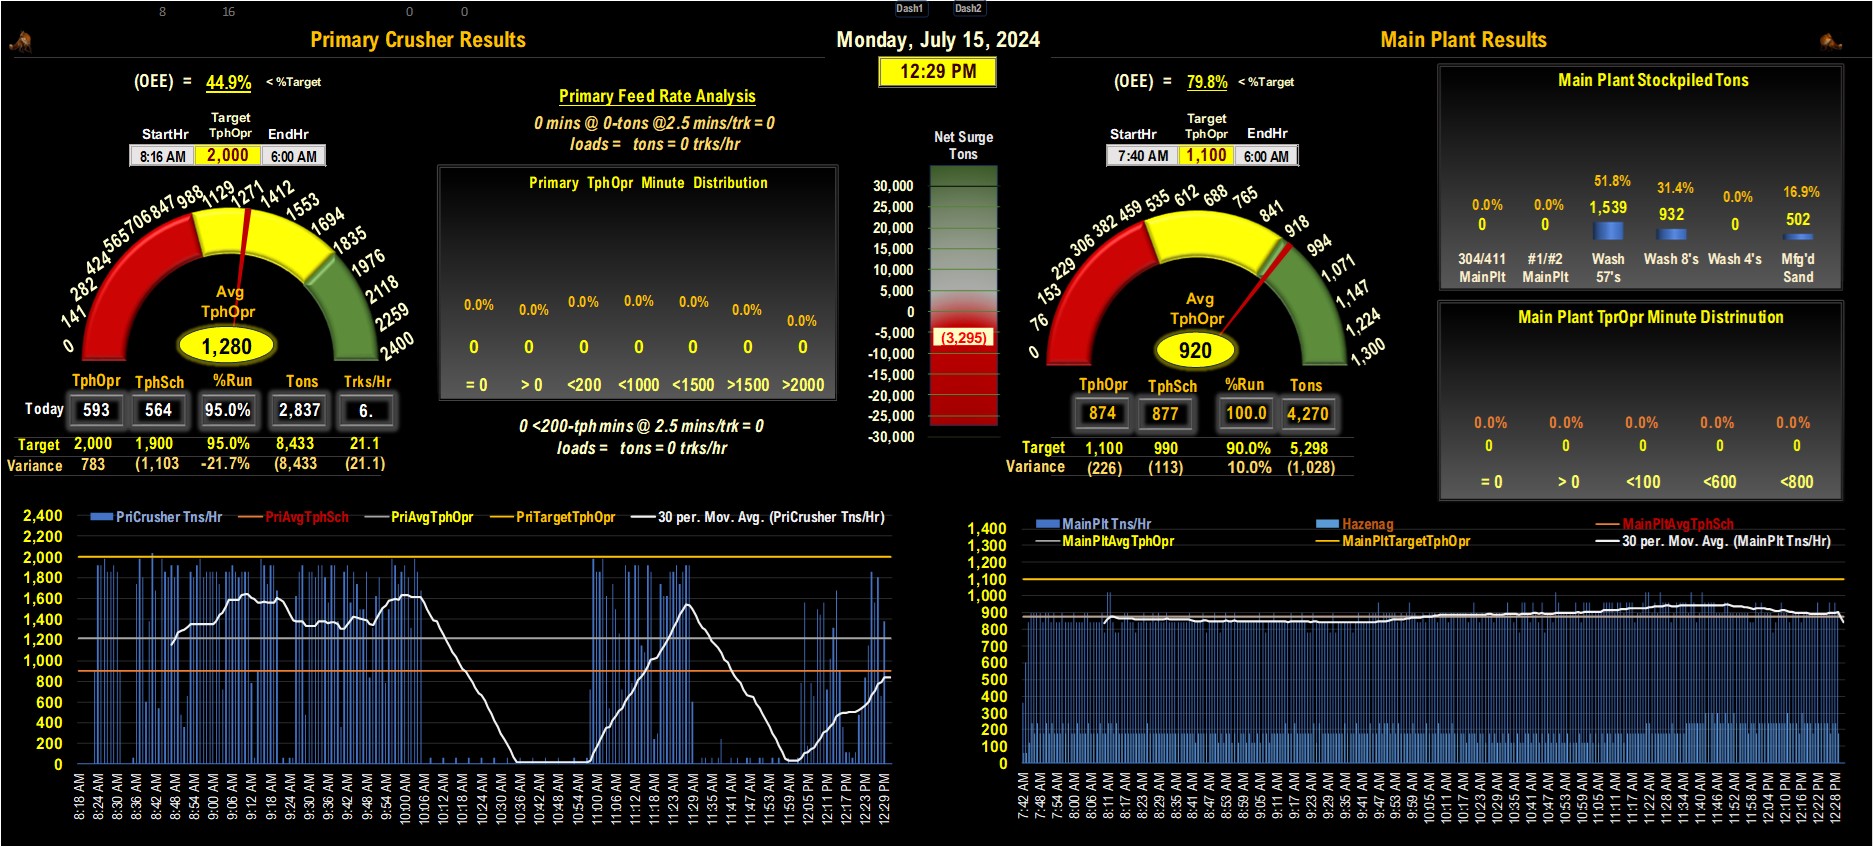 8 16 0 0 Dash1 Dash2
Primary Crusher Results
Monday, July 15, 2024
Main Plant Results
12:29 PM
(OEE) = 44.9% < %Target
Primary Feed Rate Analysis
0 mins @ 0-tons @2.5 mins/trk = 0
loads = tons = 0 trks/hr
Target
StartHr TphOpr EndHr
8:16 AM 2,000 6:00 AM
0 141 282 424 565 706 847 988 1129 1271 1412 1553 1694 1835 1976 2118 2259 2400
Avg
TphOpr
1,280
TphOpr TphSch %Run Tons Trks/Hr
Today 593 564 95.0% 2,837 6.
Target 2,000 1,900 95.0% 8,433 21.1
Variance 783 (1,103 -21.7% (8,433 (21.1)
Primary TphOpr Minute Distribution
0.0% 0.0% 0.0% 0.0% 0.0% 0.0% 0.0%
0 0 0 0 0 0 0
= 0 > 0 <200 <1000 <1500 >1500 >2000
0 <200-tph mins @ 2.5 mins/trk = 0
loads = tons = 0 trks/hr
Net Surge
Tons
30,000
25,000
20,000
15,000
10,000
5,000
0
-5,000
(3,295)
-10,000
-15,000
-20,000
-25,000
-30,000
(OEE) = 79.8% < %Target
Target
StartHr TphOpr EndHr
7:40 AM 1,100 6:00 AM
0 76 153 229 306 382 459 535 612 688 765 841 918 994 1,071 1,147 1,224 1,300
Avg
TphOpr
920
TphOpr TphSch %Run Tons
874 877 100.0 4,270
Target 1,100 990 90.0% 5,298
Variance (226) (113) 10.0% (1,028)
Main Plant Stockpiled Tons
0.0% 0.0% 51.8% 31.4% 0.0% 16.9%
0 0 1,539 932 0 502
304/411 #1/#2 Wash Wash 8's Wash 4's Mfg'd
MainPlt MainPlt 57's Sand
Main Plant TprOpr Minute Distrinution
0.0% 0.0% 0.0% 0.0% 0.0%
0 0 0 0 0
= 0 > 0 <100 <600 <800
PriCrusher Tns/Hr PriAvgTphSch PriAvgTphOpr PriTargetTphOpr 30 per. Mov. Avg. (PriCrusher Tns/Hr)
2,400
2,200
2,000
1,800
1,600
1,400
1,200
1,000
800
600
400
200
0
8:18 AM 8:24 AM 8:30 AM 8:36 AM 8:42 AM 8:48 AM 8:54 AM 9:00 AM 9:06 AM 9:12 AM 9:18 AM 9:24 AM 9:30 AM 9:36 AM 9:42 AM 9:48 AM 9:54 AM 10:00 AM 10:06 AM 10:12 AM 10:18 AM 10:24 AM 10:30 AM 10:36 AM 10:42 AM 10:48 AM 10:54 AM 11:00 AM 11:06 AM 11:12 AM 11:18 AM 11:23 AM 11:29 AM 11:35 AM 11:41 AM 11:47 AM 11:53 AM 11:59 AM 12:05 PM 12:11 PM 12:17 PM 12:23 PM 12:29 PM
MainPlt Tns/Hr Hazenag MainPltAvgTphSch
MainPltAvgTphOpr MainPltTargetTphOpr 30 per. Mov. Avg. (MainPlt Tns/Hr)
1,400
1,300
1,200
1,100
1,000
900
800
700
600
500
400
300
200
100
0
7:42 AM 7:48 AM 7:54 AM 8:00 AM 8:06 AM 8:11 AM 8:17 AM 8:23 AM 8:29 AM 8:35 AM 8:41 AM 8:47 AM 8:53 AM 8:59 AM 9:05 AM 9:11 AM 9:17 AM 9:23 AM 9:29 AM 9:35 AM 9:41 AM 9:47 AM 9:53 AM 9:59 AM 10:05 AM 10:11 AM 10:17 AM 10:23 AM 10:29 AM 10:35 AM 10:41 AM 10:47 AM 10:53 AM 10:59 AM 11:05 AM 11:11 AM 11:16 AM 11:22 AM 11:28 AM 11:34 AM 11:40 AM 11:46 AM 11:52 AM 11:58 AM 12:04 PM 12:10 PM 12:16 PM 12:22 PM 12:28 PM